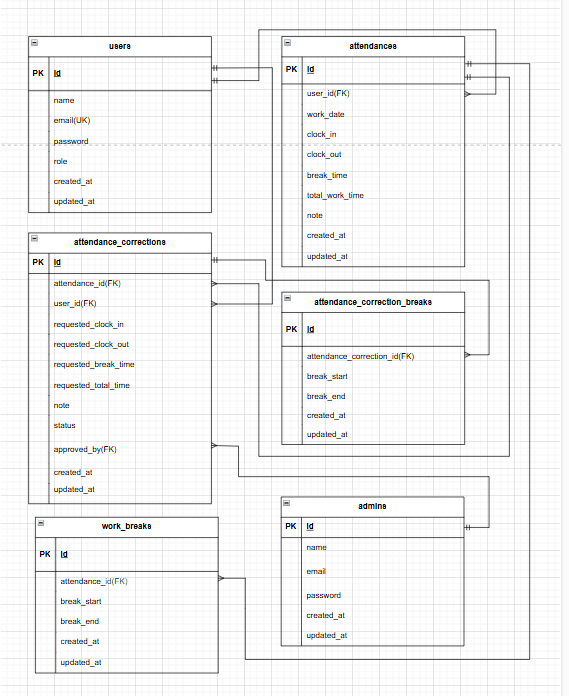 users
PK id
name
email(UK)
password
role
created_at
updated_at
attendances
PK id
user_id(FK)
work_date
clock_in
clock_out
break_time
total_work_time
note
created_at
updated_at
attendance_corrections
PK id
attendance_id(FK)
user_id(FK)
requested_clock_in
requested_clock_out
requested_break_time
requested_total_time
note
status
approved_by(FK)
created_at
updated_at
attendance_correction_breaks
PK id
attendance_correction_id(FK)
break_start
break_end
created_at
updated_at
work_breaks
PK id
attendance_id(FK)
break_start
break_end
created_at
updated_at
admins
PK id
name
email
password
created_at
updated_at